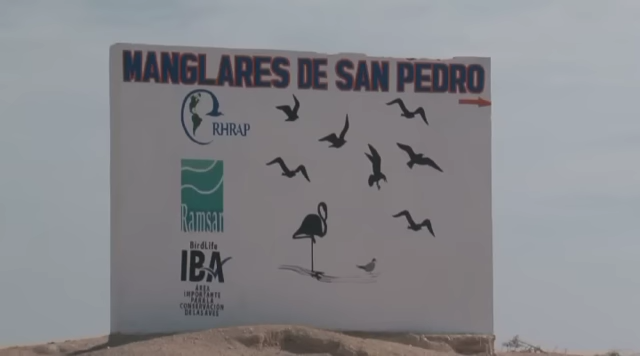 MANGLARES DE SAN PEDRO
RHRAP
Ramsar
BirdLife
IBA
ÁREA
IMPORTANTE
PARA LA
CONSERVACIÓN
DE LAS AVES